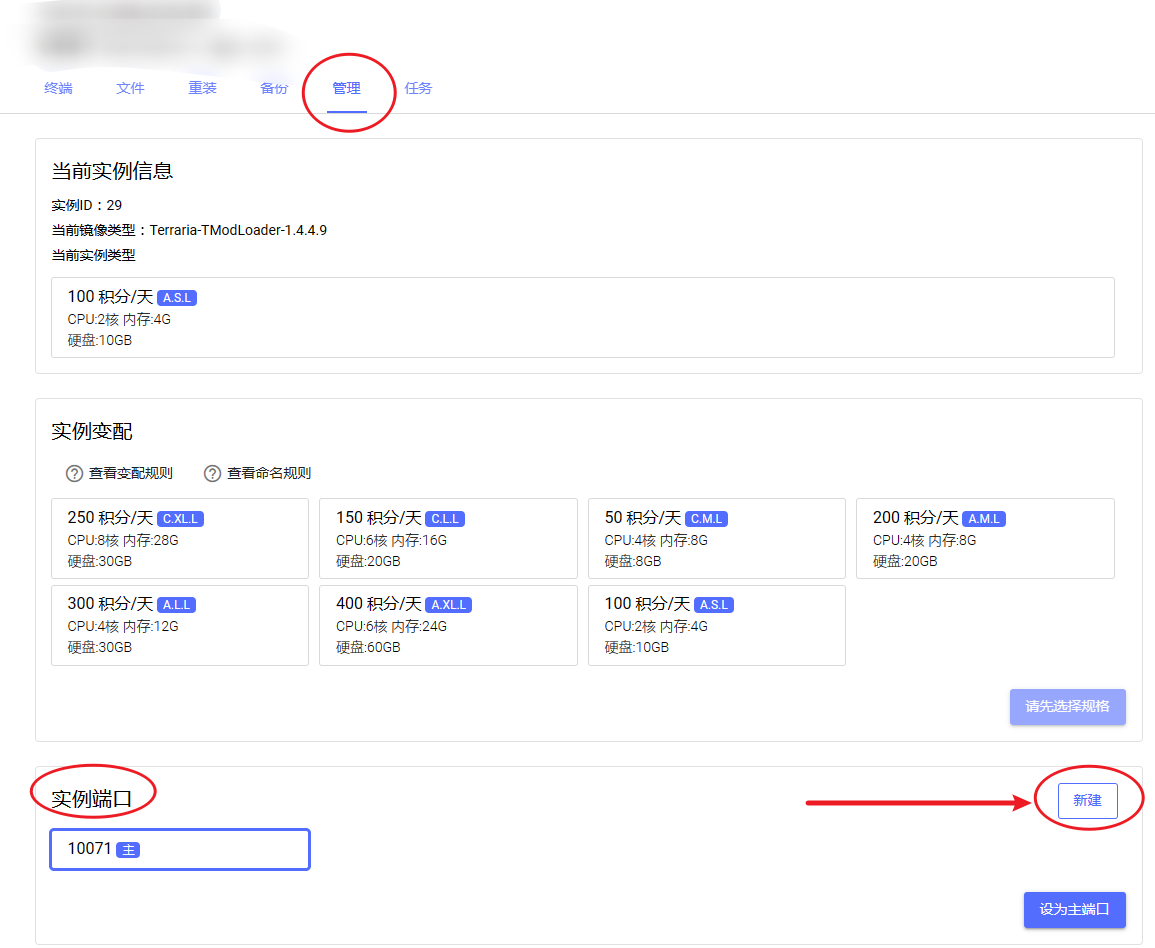 终端 文件 重装 备份 管理 任务
当前实例信息
实例ID：29
当前镜像类型：Terraria-TModLoader-1.4.4.9
当前实例类型
100 积分/天 A.S.L
CPU:2核 内存:4G
硬盘:10GB
实例变配
查看变配规则 查看命名规则
250 积分/天 C.XL.L
CPU:8核 内存:28G
硬盘:30GB
150 积分/天 C.L.L
CPU:6核 内存:16G
硬盘:20GB
50 积分/天 C.M.L
CPU:4核 内存:8G
硬盘:8GB
200 积分/天 A.M.L
CPU:4核 内存:8G
硬盘:20GB
300 积分/天 A.L.L
CPU:4核 内存:12G
硬盘:30GB
400 积分/天 A.XL.L
CPU:6核 内存:24G
硬盘:60GB
100 积分/天 A.S.L
CPU:2核 内存:4G
硬盘:10GB
请先选择规格
实例端口
新建
10071 主
设为主端口